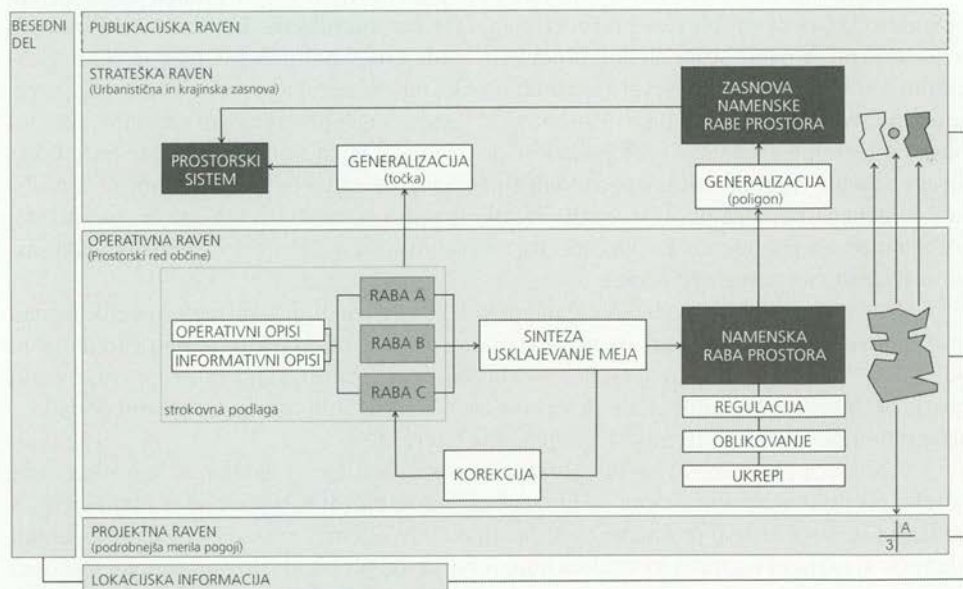 BESEDNI
DEL
PUBLIKACIJSKA RAVEN
STRATEŠKA RAVEN
(Urbanistična in krajinska zasnova)
ZASNOVA
NAMENSKE
RABE PROSTORA
PROSTORSKI
SISTEM
GENERALIZACIJA
(točka)
GENERALIZACIJA
(poligon)
OPERATIVNA RAVEN
(Prostorski red občine)
RABA A
OPERATIVNI OPISI
INFORMATIVNI OPISI
RABA B
RABA C
strokovna podlaga
SINTEZA
USKLAJEVANJE MEJA
NAMENSKA
RABA PROSTORA
REGULACIJA
OBLIKOVANJE
UKREPI
KOREKCIJA
PROJEKTNA RAVEN
(podrobnejša merila pogoji)
A
3
LOKACIJSKA INFORMACIJA